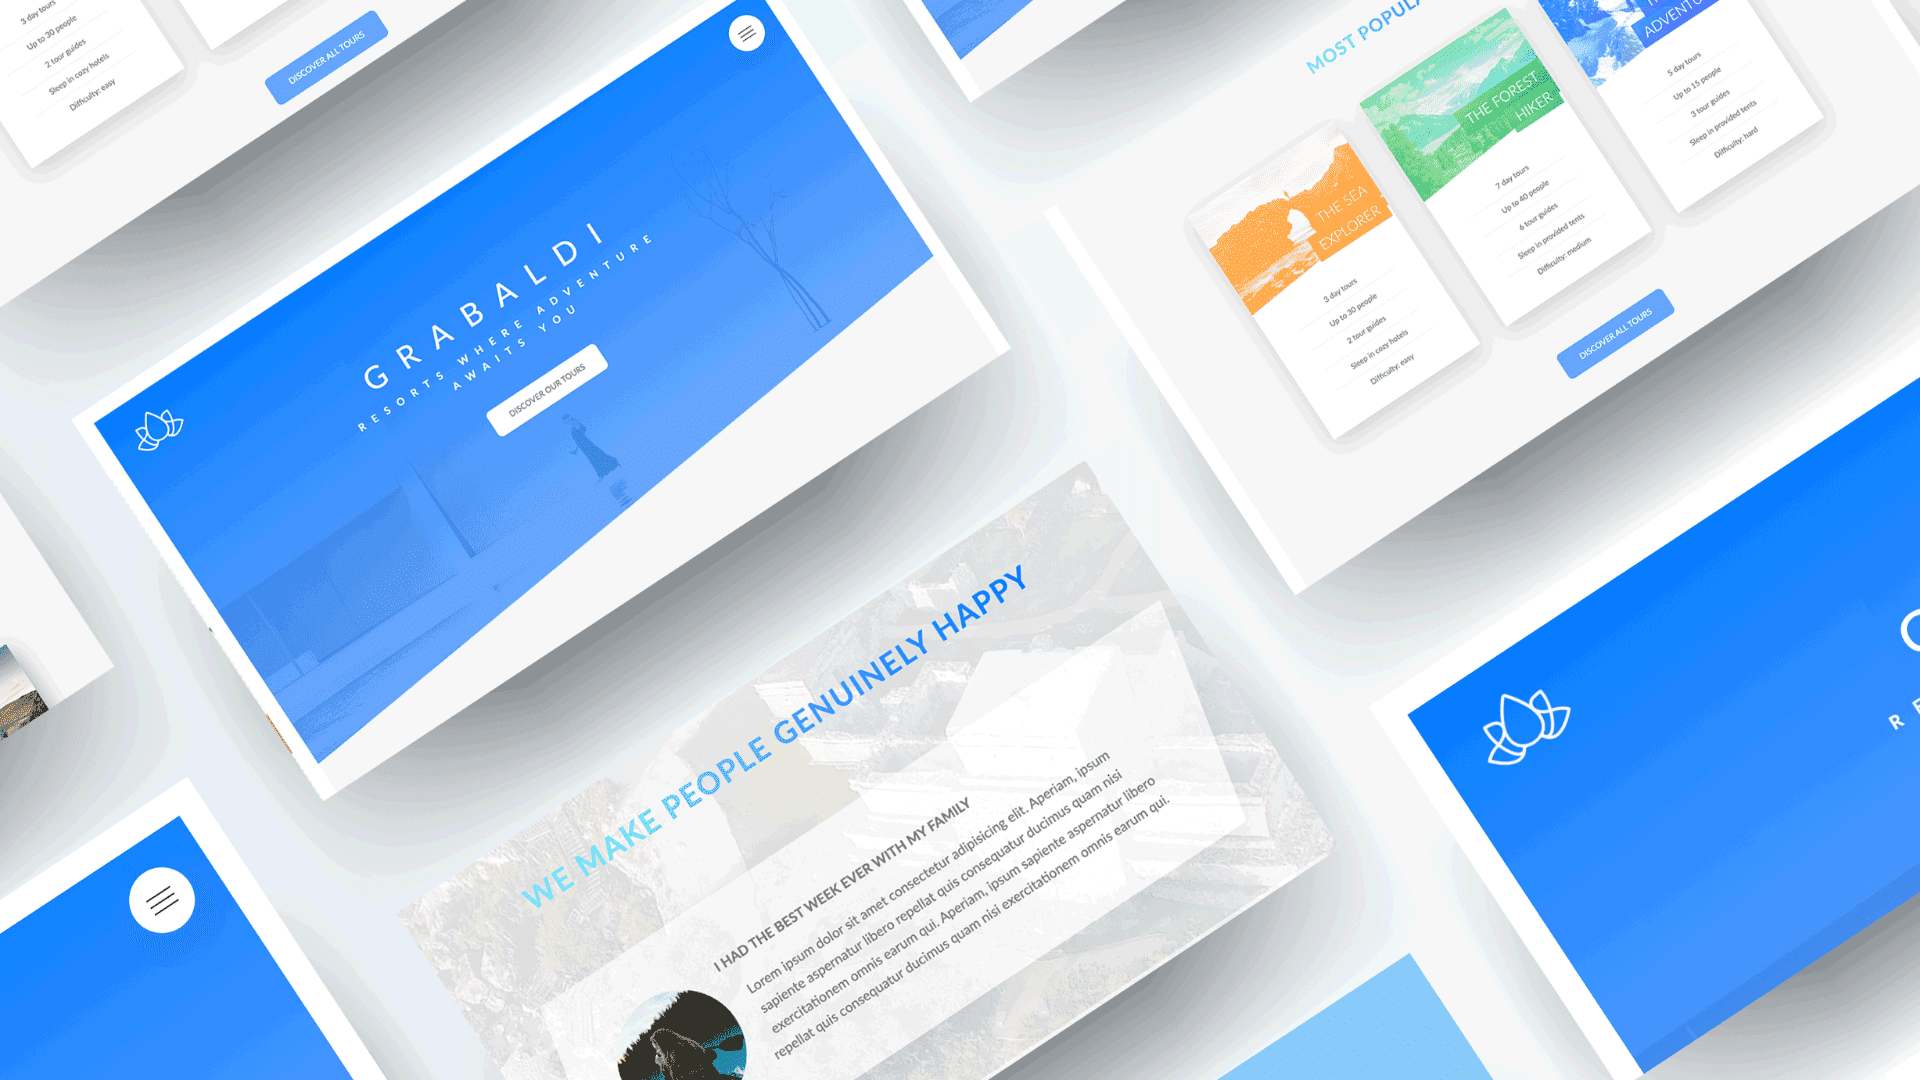 3 day tours
Up to 30 people
2 tour guides
Sleep in cozy hotels
Difficulty: easy
DISCOVER ALL TOURS
GRABALDI
RESORTS WHERE ADVENTURE
AWAITS YOU
DISCOVER OUR TOURS
MOST
THE SEA
EXPLORER
3 day tours
Up to 30 people
2 tour guides
Sleep in cozy hotels
Difficulty: easy
THE FOREST
HIKER
7 day tours
Up to 40 people
6 tour guides
Sleep in provided tents
Difficulty: medium
5 day tours
Up to 15 people
3 tour guides
Sleep in provided tents
Difficulty: hard
DISCOVER ALL TOURS
WE MAKE PEOPLE GENUINELY HAPPY
I HAD THE BEST WEEK EVER WITH MY FAMILY
Lorem ipsum dolor sit amet consectetur adipisicing elit. Aperiam, ipsum
sapiente aspernatur libero repellat quis consequatur ducimus quam nisi
exercitationem omnis earum qui. Aperiam, ipsum sapiente aspernatur libero
repellat quis consequatur ducimus quam nisi exercitationem omnis earum qui.